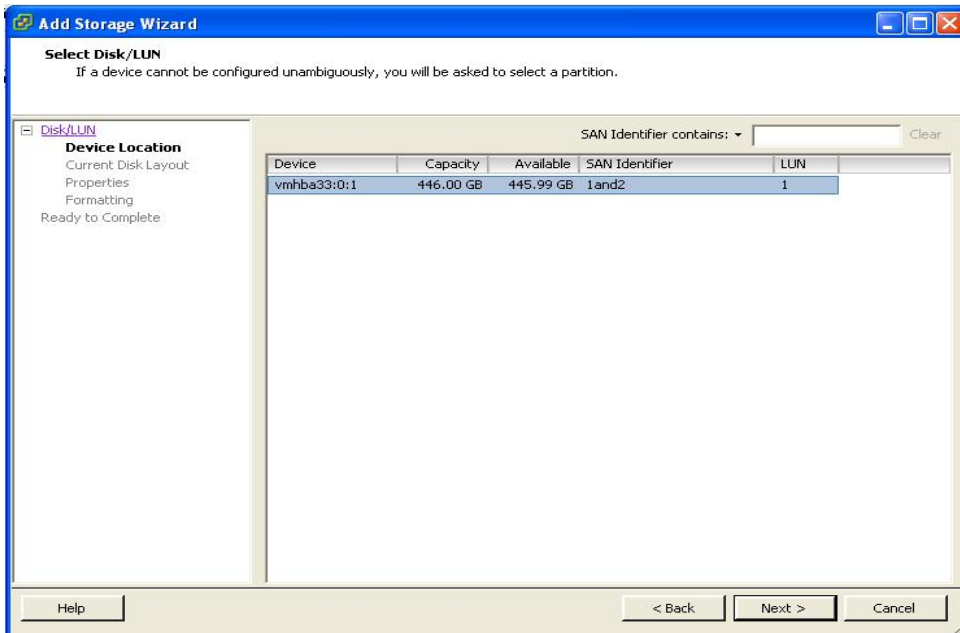 Add Storage Wizard
Select Disk/LUN
If a device cannot be configured unambiguously, you will be asked to select a partition.
Disk/LUN
Device Location
Current Disk Layout
Properties
Formatting
Ready to Complete
SAN Identifier contains: Clear
Device Capacity Available SAN Identifier LUN
vmhba33:0:1 446.00 GB 445.99 GB 1and2 1
Help < Back Next > Cancel